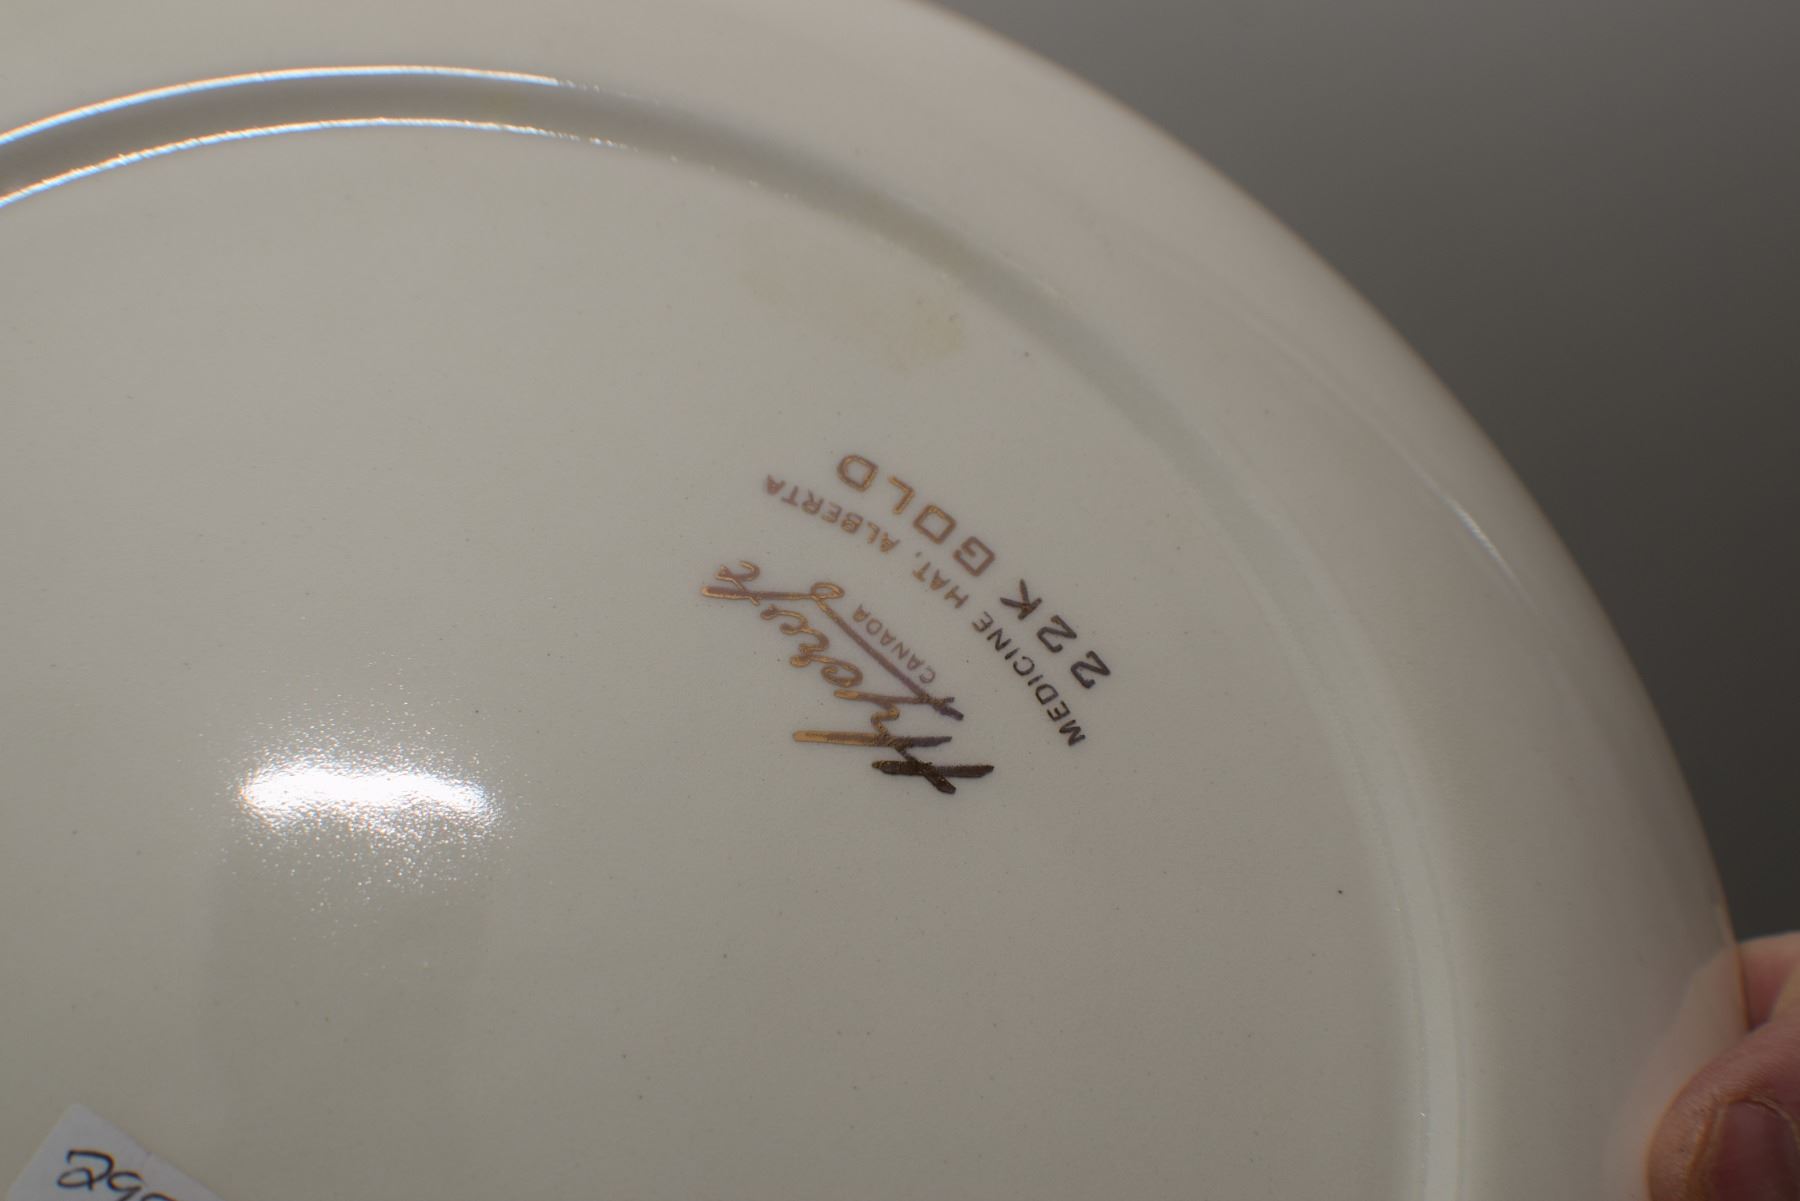 Hycroft
CANADA
MEDICINE HAT, ALBERTA
22K GOLD